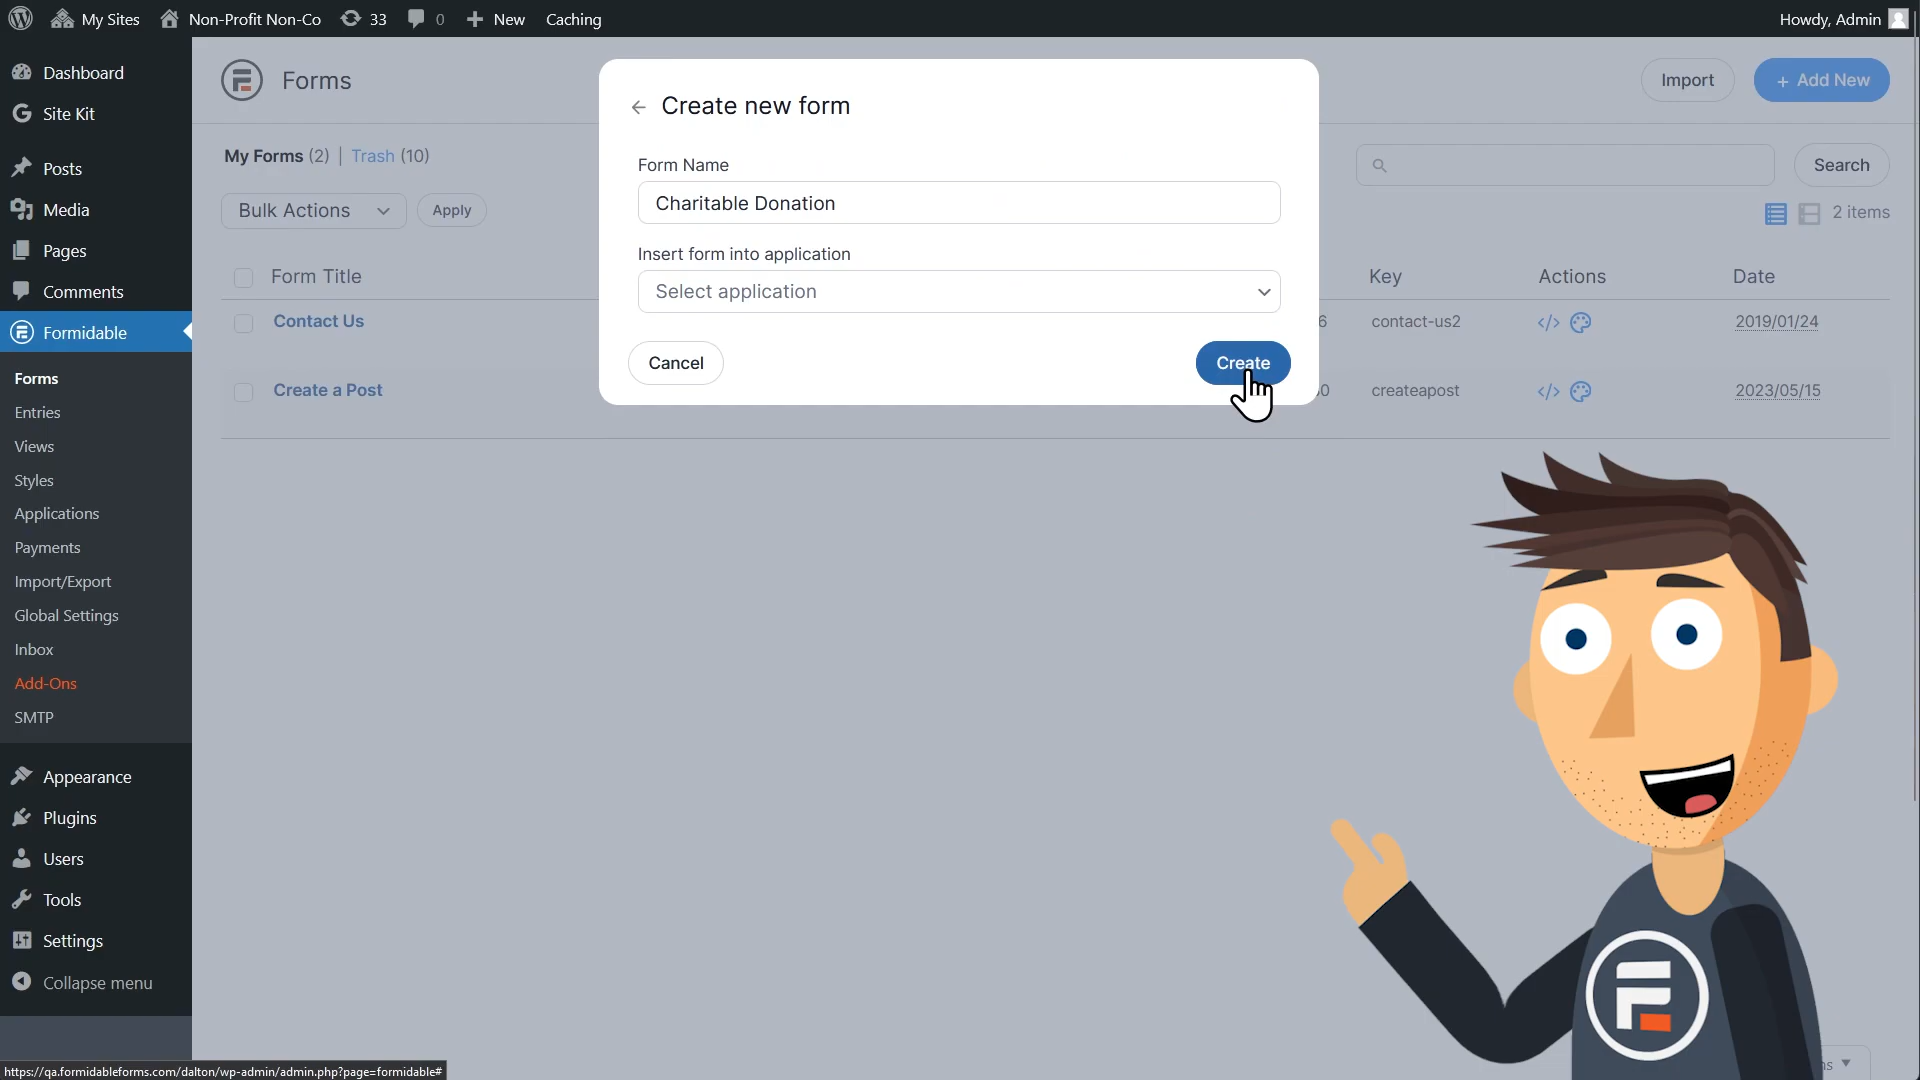 My Sites
Non-Profit Non-Co
33
0
New
Caching
Howdy, Admin
Dashboard
Site Kit
Posts
Media
Pages
Comments
Formidable
Forms
Entries
Views
Styles
Applications
Payments
Import/Export
Global Settings
Inbox
Add-Ons
SMTP
Appearance
Plugins
Users
Tools
Settings
Collapse menu
Forms
Import
+ Add New
My Forms (2) | Trash (10)
Search
Bulk Actions
Apply
2 items
Form Title
Key
Actions
Date
Contact Us
contact-us2
</>
2019/01/24
Create a Post
createapost
</>
2023/05/15
Create new form
Form Name
Charitable Donation
Insert form into application
Select application
Cancel
Create
https://qa.formidableforms.com/dalton/wp-admin/admin.php?page=formidable#